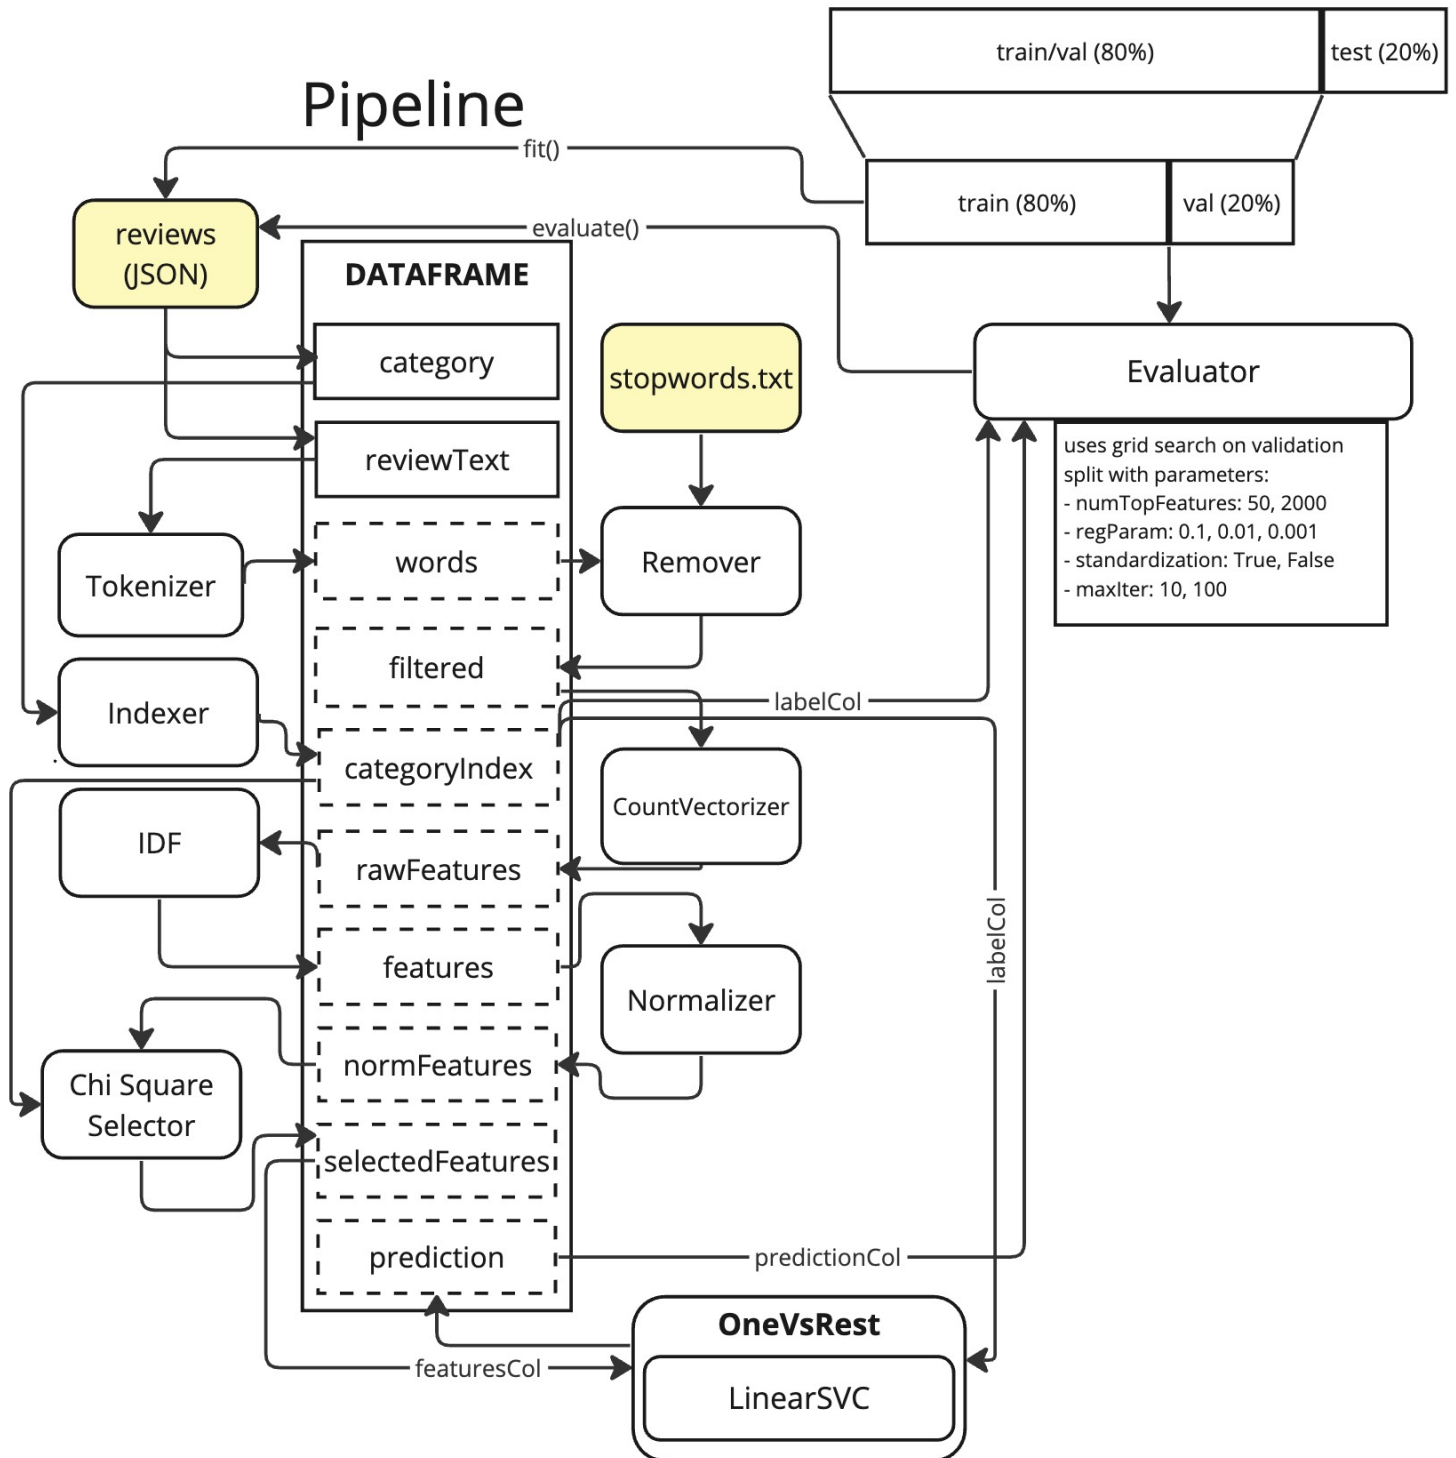 train/val (80%)
test (20%)
Pipeline
fit()
train (80%)
val (20%)
reviews
(JSON)
evaluate()
DATAFRAME
category
stopwords.txt
Evaluator
reviewText
uses grid search on validation
split with parameters:
- numTopFeatures: 50, 2000
- regParam: 0.1, 0.01, 0.001
- standardization: True, False
- maxIter: 10, 100
words
Remover
Tokenizer
filtered
labelCol
Indexer
categoryIndex
CountVectorizer
IDF
rawFeatures
labelCol
features
Normalizer
normFeatures
Chi Square
Selector
selectedFeatures
prediction
predictionCol
OneVsRest
featuresCol
LinearSVC